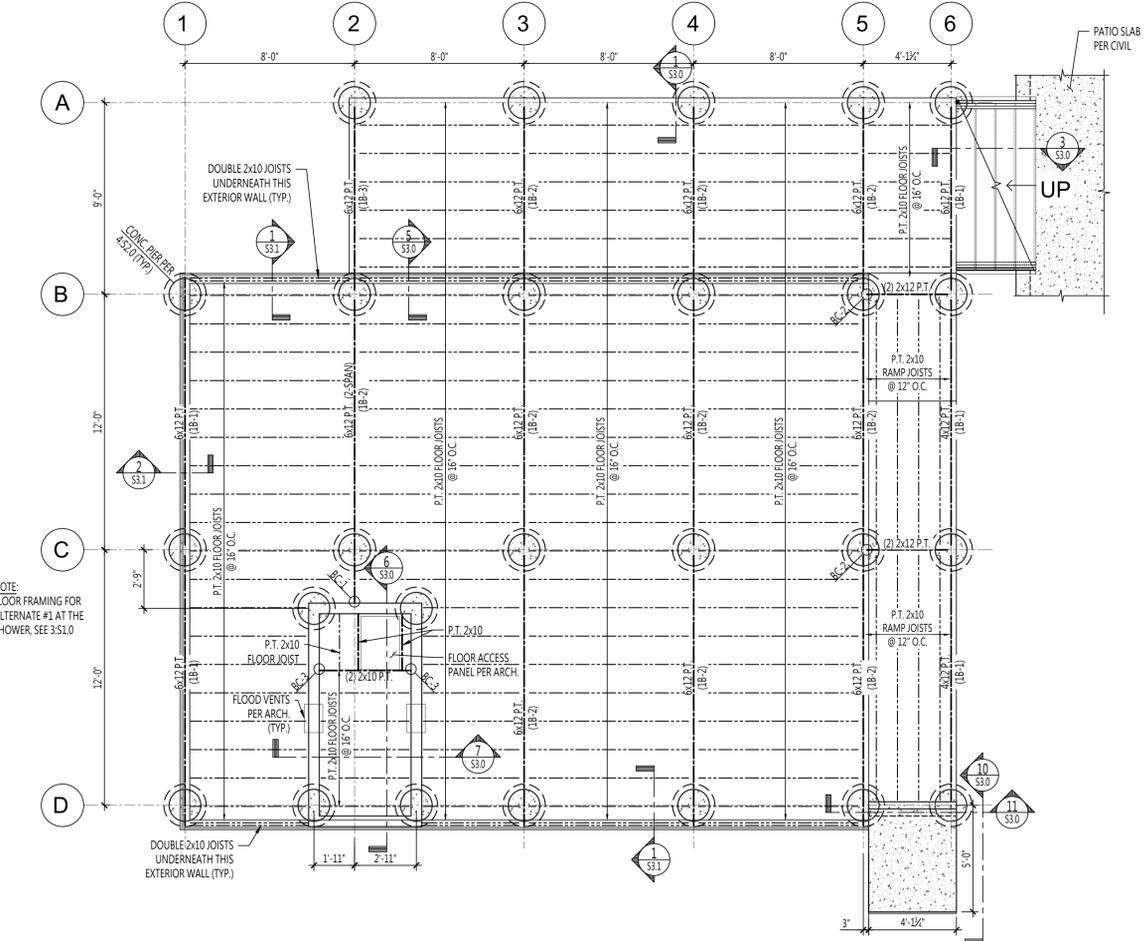 1
2
3
4
5
6
8'-0"
8'-0"
8'-0"
8'-0"
4'-1¾"
PATIO SLAB
PER CIVIL
1
S3.0
A
3
S3.0
UP
9'-0"
DOUBLE 2x10 JOISTS
UNDERNEATH THIS
EXTERIOR WALL (TYP.)
6x12 P.T.
(1B-3)
6x12 P.T.
(1B-2)
6x12 P.T.
(1B-2)
6x12 P.T.
(1B-2)
P.T. 2x10 FLOOR JOISTS
@ 16" O.C.
6x12 P.T.
(1B-1)
CONC. PIER PER
4:S2.0 (TYP.)
1
S3.1
5
S3.0
B
(2) 2x12 P.T.
BC-2
P.T. 2x10
RAMP JOISTS
@ 12" O.C.
12'-0"
6x12 P.T.
(1B-1)
6x12 P.T. (2-SPAN)
(1B-2)
P.T. 2x10 FLOOR JOISTS
@ 16" O.C.
6x12 P.T.
(1B-2)
P.T. 2x10 FLOOR JOISTS
@ 16" O.C.
6x12 P.T.
(1B-2)
P.T. 2x10 FLOOR JOISTS
@ 16" O.C.
6x12 P.T.
(1B-2)
4x12 P.T.
(1B-1)
2
S3.1
P.T. 2x10 FLOOR JOISTS
@ 16" O.C.
C
(2) 2x12 P.T.
BC-2
2'-9"
OTE:
LOOR FRAMING FOR
LTERNATE #1 AT THE
HOWER, SEE 3:S1.0
BC-1
6
S3.0
P.T. 2x10
FLOOR JOIST
P.T. 2x10
FLOOR ACCESS
PANEL PER ARCH.
P.T. 2x10
RAMP JOISTS
@ 12" O.C.
12'-0"
6x12 P.T.
(1B-1)
BC-3
(2) 2x10 P.T.
BC-3
6x12 P.T.
(1B-2)
6x12 P.T.
(1B-2)
6x12 P.T.
(1B-2)
4x12 P.T.
(1B-1)
FLOOD VENTS
PER ARCH.
(TYP.)
P.T. 2x10 FLOOR JOISTS
@ 16" O.C.
7
S3.0
10
S3.0
11
S3.0
D
DOUBLE 2x10 JOISTS
UNDERNEATH THIS
EXTERIOR WALL (TYP.)
1'-11"
2'-11"
1
S3.1
5'-0"
3"
4'-1¾"